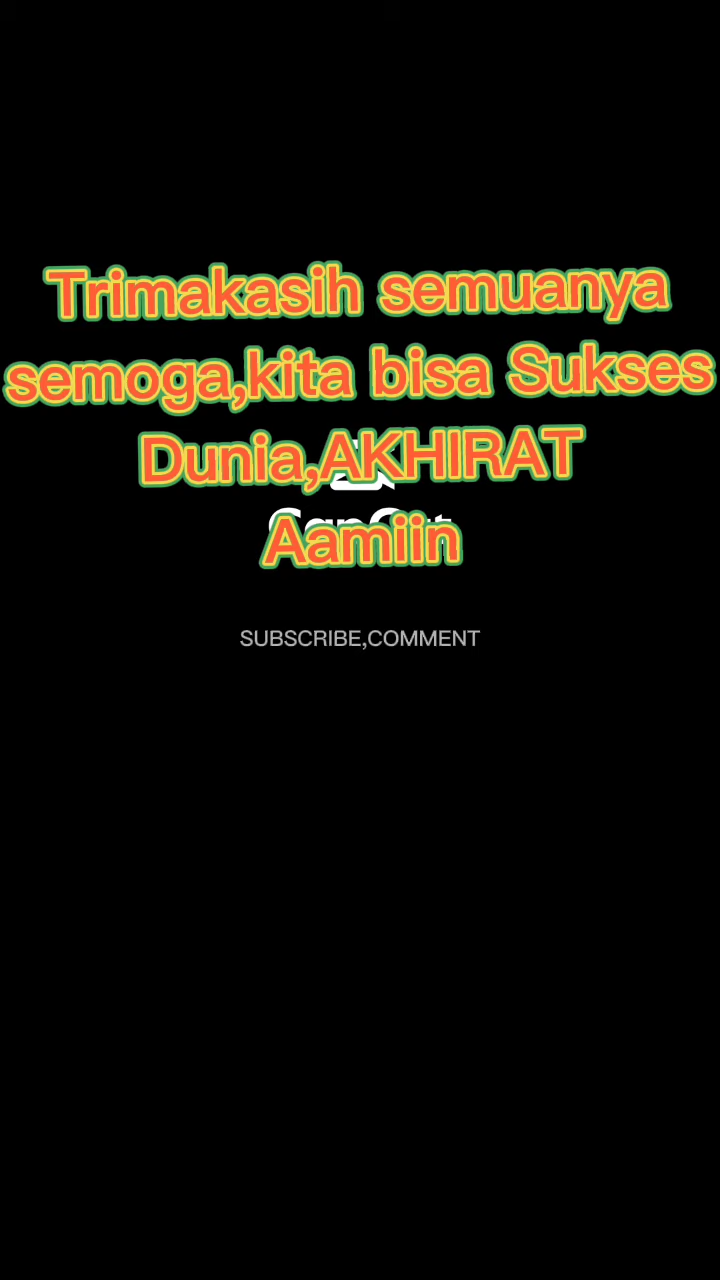 Trimakasih semuanya
semoga,kita bisa Sukses
Dunia,AKHIRAT
Aamiin
SUBSCRIBE,COMMENT